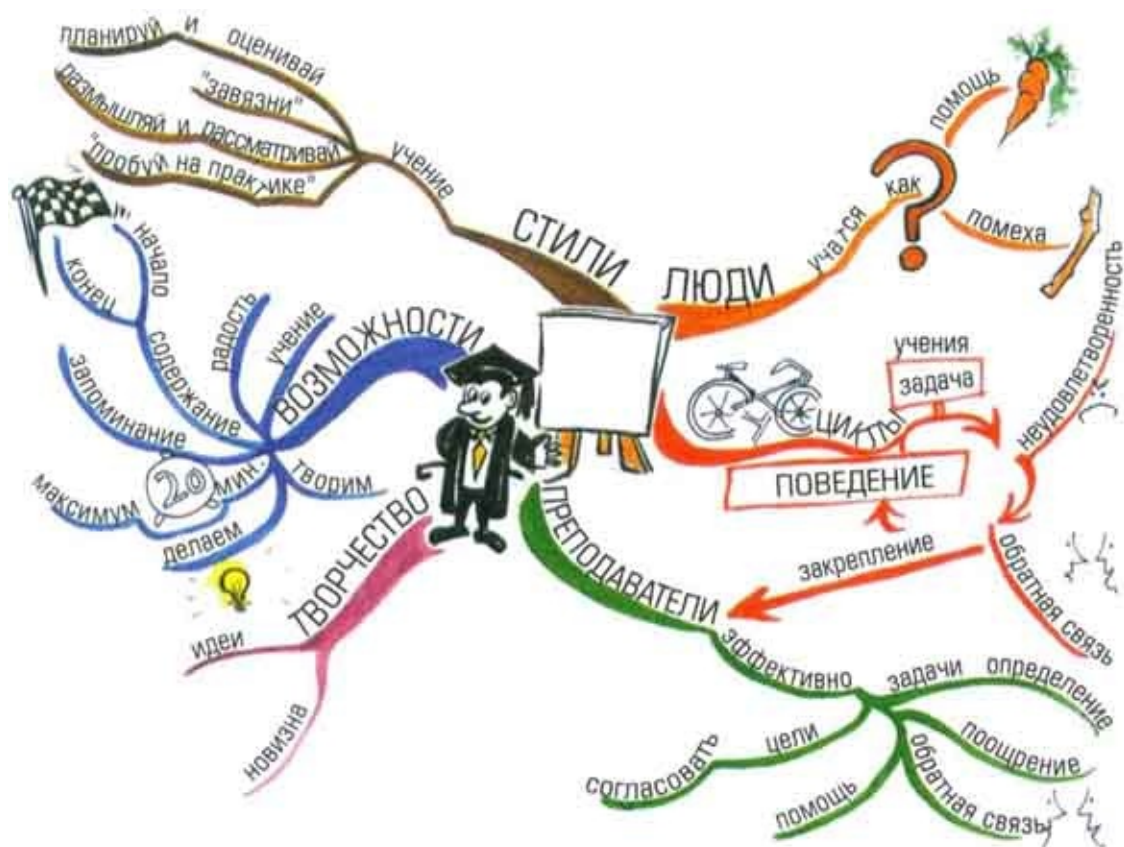 СТИЛИ
учение
планируй и оценивай
"завязни"
размышляй и рассматривай
"пробуй на практике"
ЛЮДИ
учатся
как
помощь
помеха
ЦИКЛЫ
учения
задача
ПОВЕДЕНИЕ
неудовлетворенность
обратная связь
закрепление
ПРЕПОДАВАТЕЛИ
эффективно
задачи определение
поощрение
обратная связь
помощь
цели
согласовать
ТВОРЧЕСТВО
идеи
новизна
ВОЗМОЖНОСТИ
учение
радость
содержание
начало
конец
запоминание
мин.
20
максимум
делаем
творим